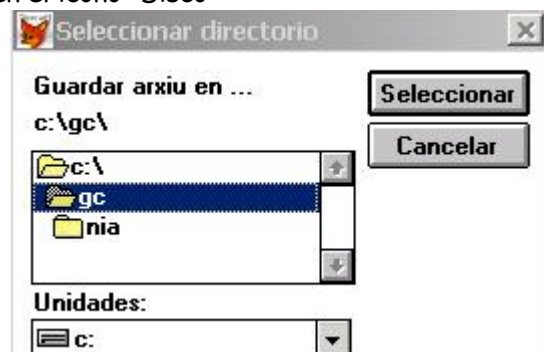 Seleccionar directorio
Guardar arxiu en ...
Seleccionar
c:\gc\
Cancelar
c:\
gc
nia
Unidades:
c: